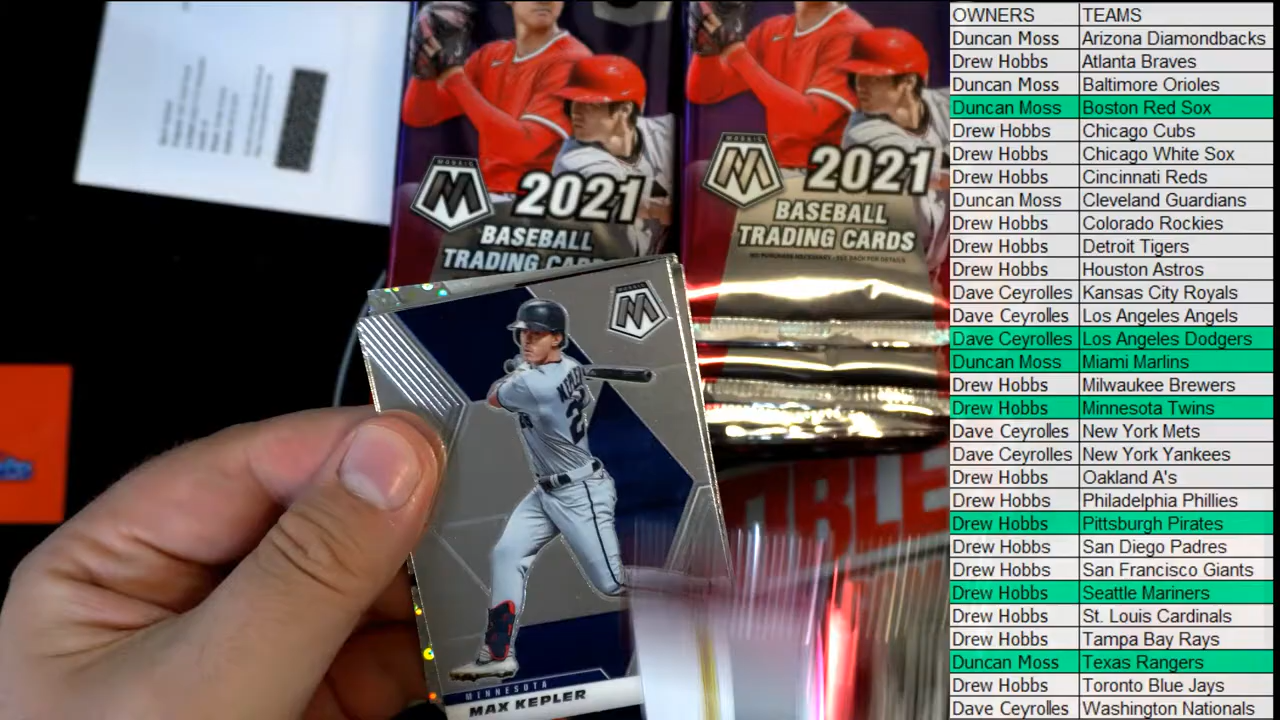 MOSAIC
2021
BASEBALL
TRADING
MOSAIC
2021
BASEBALL
TRADING CARDS
MOSAIC
KEPLER
2
MINNESOTA
MAX KEPLER
OWNERS TEAMS
Duncan Moss Arizona Diamondbacks
Drew Hobbs Atlanta Braves
Duncan Moss Baltimore Orioles
Duncan Moss Boston Red Sox
Drew Hobbs Chicago Cubs
Drew Hobbs Chicago White Sox
Drew Hobbs Cincinnati Reds
Duncan Moss Cleveland Guardians
Drew Hobbs Colorado Rockies
Drew Hobbs Detroit Tigers
Drew Hobbs Houston Astros
Dave Ceyrolles Kansas City Royals
Dave Ceyrolles Los Angeles Angels
Dave Ceyrolles Los Angeles Dodgers
Duncan Moss Miami Marlins
Drew Hobbs Milwaukee Brewers
Drew Hobbs Minnesota Twins
Dave Ceyrolles New York Mets
Dave Ceyrolles New York Yankees
Drew Hobbs Oakland A's
Drew Hobbs Philadelphia Phillies
Drew Hobbs Pittsburgh Pirates
Drew Hobbs San Diego Padres
Drew Hobbs San Francisco Giants
Drew Hobbs Seattle Mariners
Drew Hobbs St. Louis Cardinals
Drew Hobbs Tampa Bay Rays
Duncan Moss Texas Rangers
Drew Hobbs Toronto Blue Jays
Dave Ceyrolles Washington Nationals